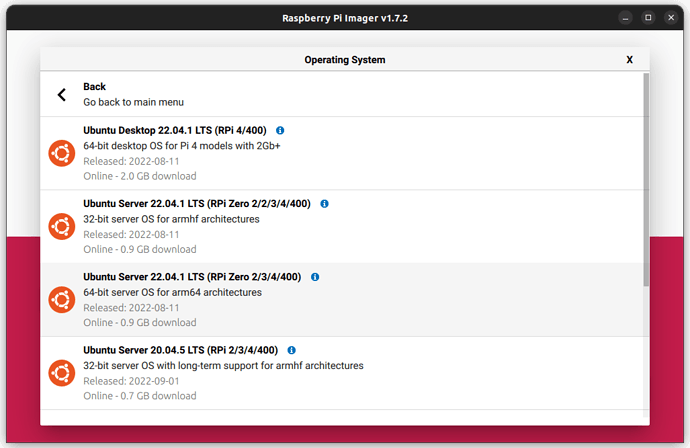 Raspberry Pi Imager v1.7.2
Operating System
X
Back
Go back to main menu
Ubuntu Desktop 22.04.1 LTS (RPi 4/400)
64-bit desktop OS for Pi 4 models with 2Gb+
Released: 2022-08-11
Online - 2.0 GB download
Ubuntu Server 22.04.1 LTS (RPi Zero 2/2/3/4/400)
32-bit server OS for armhf architectures
Released: 2022-08-11
Online - 0.9 GB download
Ubuntu Server 22.04.1 LTS (RPi Zero 2/3/4/400)
64-bit server OS for arm64 architectures
Released: 2022-08-11
Online - 0.9 GB download
Ubuntu Server 20.04.5 LTS (RPi 2/3/4/400)
32-bit server OS with long-term support for armhf architectures
Released: 2022-09-01
Online - 0.7 GB download